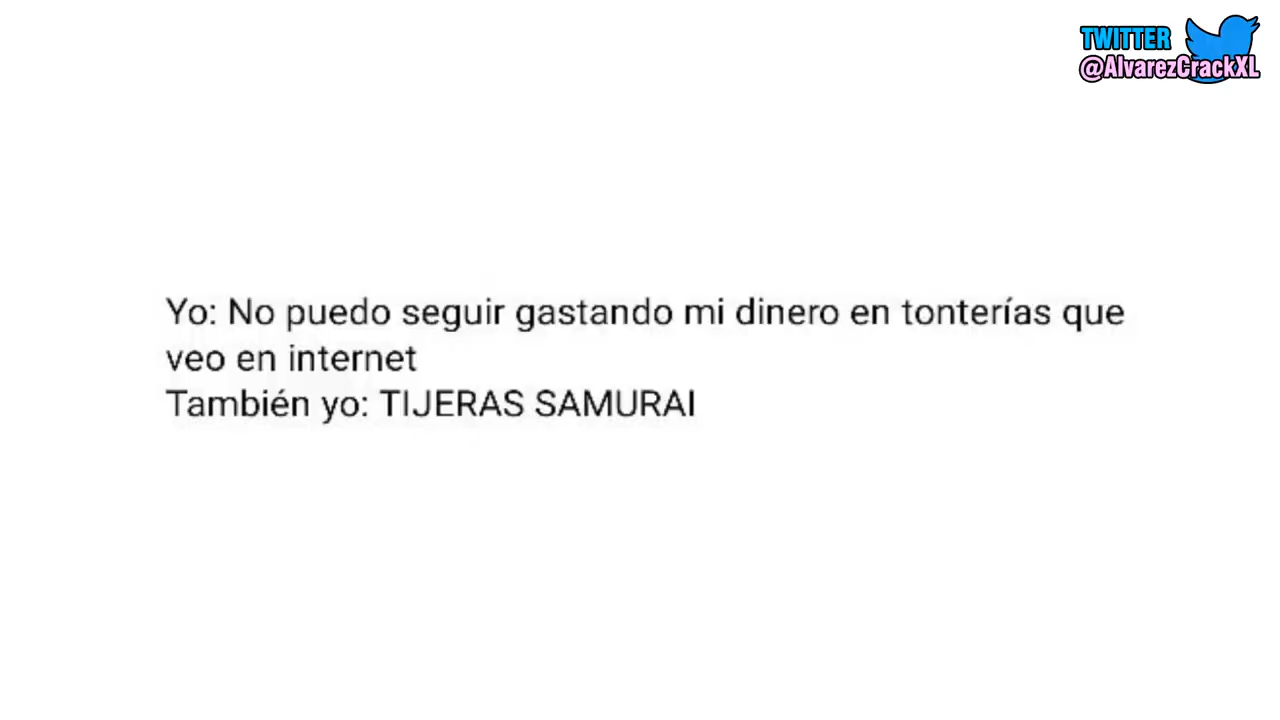 TWITTER
@AlvarezCrackXL
Yo: No puedo seguir gastando mi dinero en tonterías que
veo en internet
También yo: TIJERAS SAMURAI